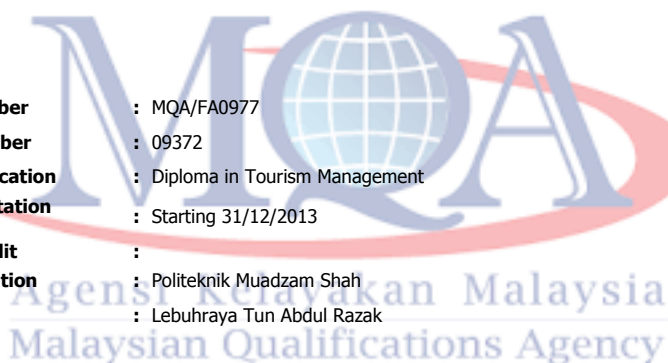 MQA
ber : MQA/FA0977
ber : 09372
cation : Diploma in Tourism Management
tation : Starting 31/12/2013
lit :
tion : Politeknik Muadzam Shah
: Lebuhraya Tun Abdul Razak
Agensi Kelayakan Malaysia
Malaysian Qualifications Agency